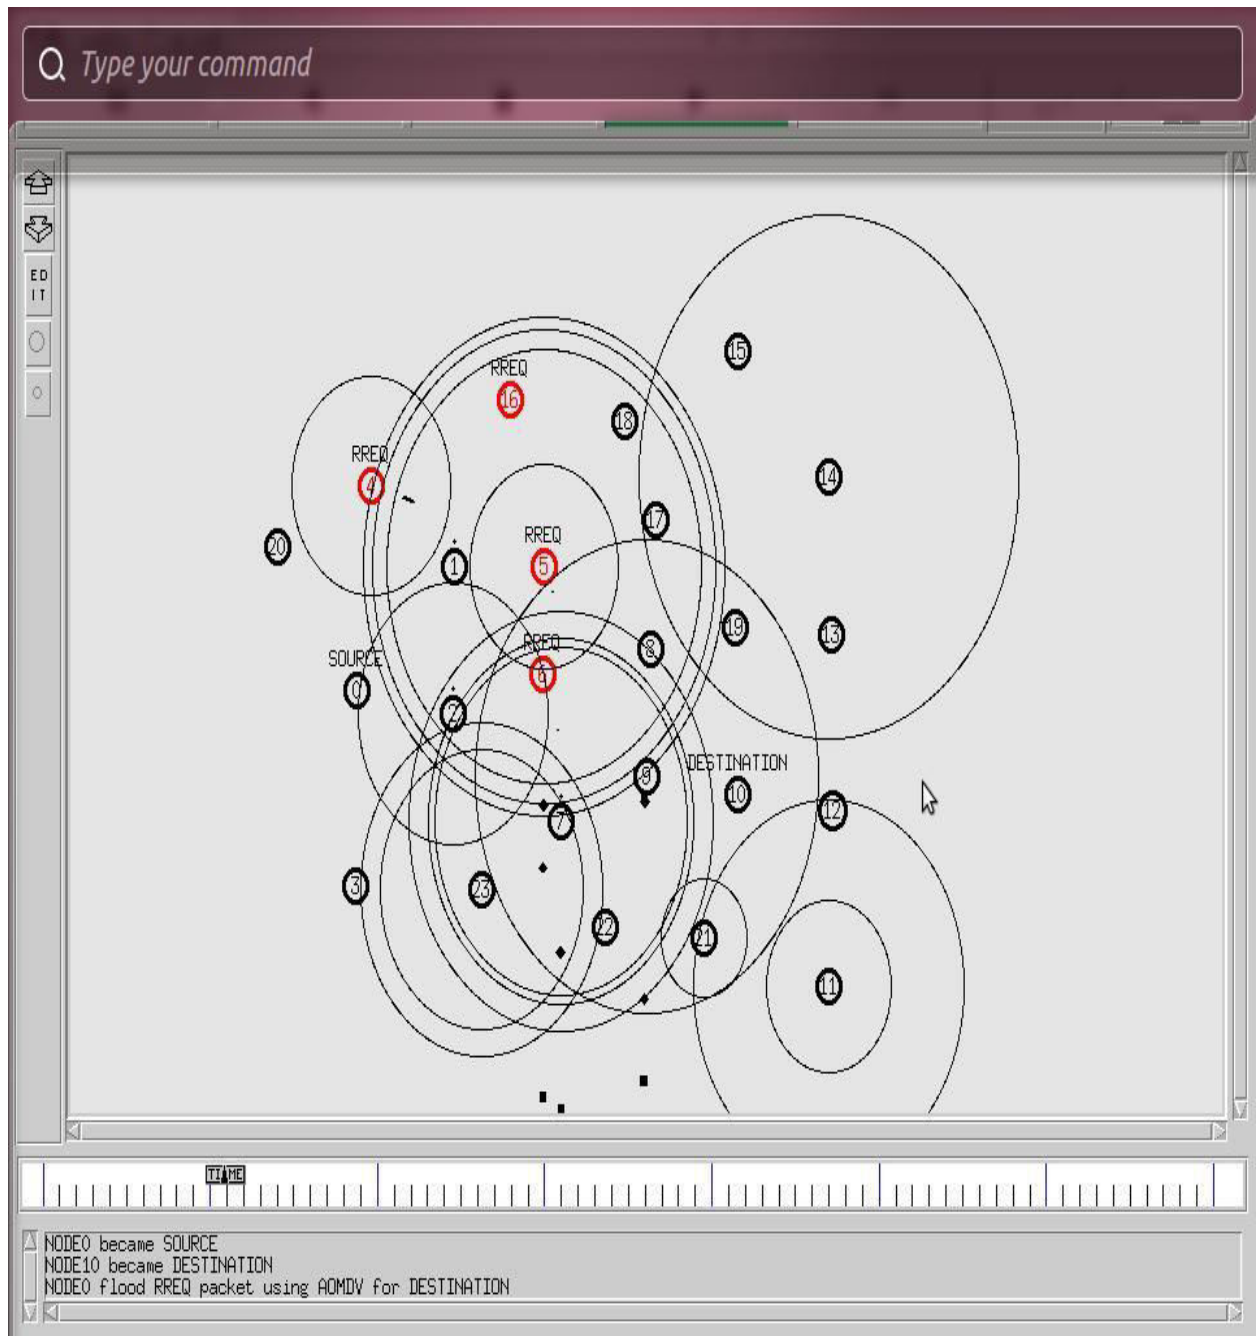 Type your command
ED
IT
15
RREQ
16
18
RREQ
4
14
17
RREQ
20
1
5
19
13
RREQ
8
SOURCE
6
0
2
DESTINATION
9
10
12
7
3
23
22
21
11
TIME
NODE0 became SOURCE
NODE10 became DESTINATION
NODE0 flood RREQ packet using AOMDV for DESTINATION